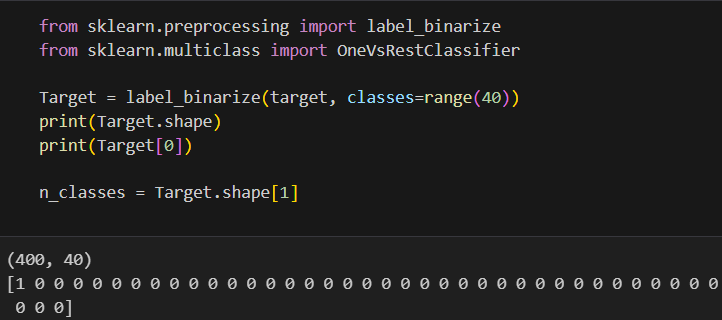 from sklearn.preprocessing import label_binarize
from sklearn.multiclass import OneVsRestClassifier
Target = label_binarize(target, classes=range(40))
print(Target.shape)
print(Target[0])
n_classes = Target.shape[1]
(400, 40)
[1 0 0 0 0 0 0 0 0 0 0 0 0 0 0 0 0 0 0 0 0 0 0 0 0 0 0 0 0 0 0 0 0 0 0 0 0
0 0 0]